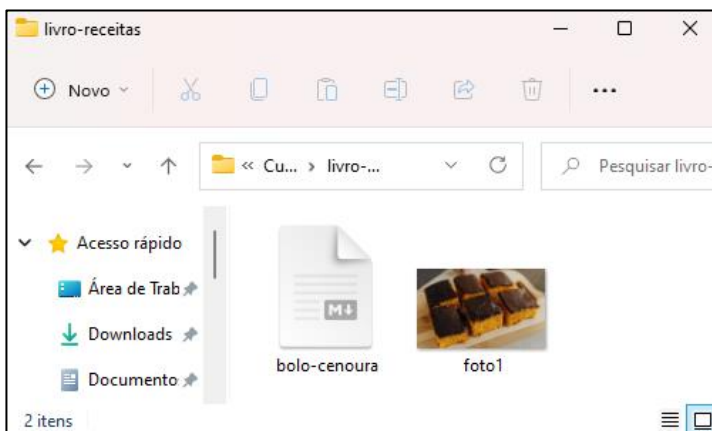 livro-receitas
Novo
« Cu... › livro-...
Pesquisar livro-
Acesso rápido
Área de Trab
Downloads
Documento
M↓
bolo-cenoura
foto1
2 itens